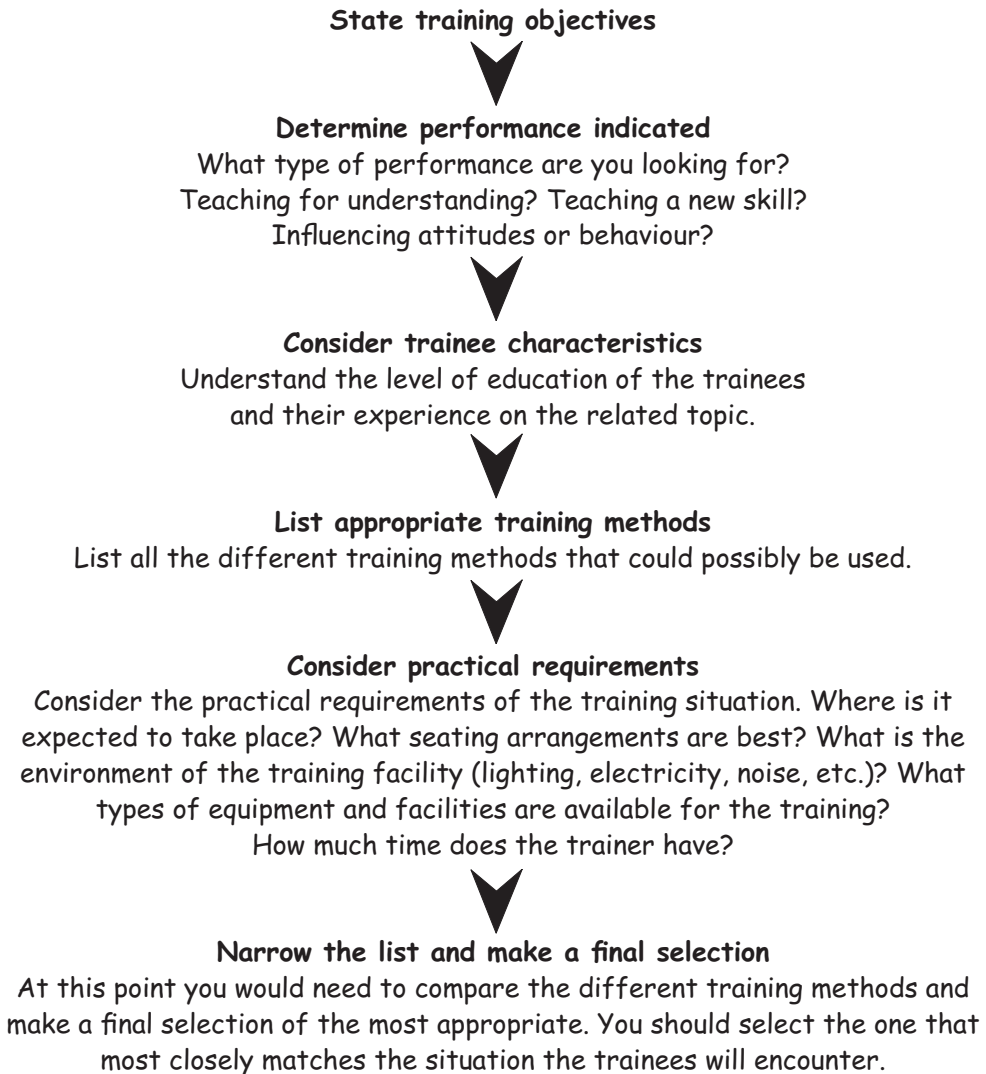 State training objectives
Determine performance indicated
What type of performance are you looking for?
Teaching for understanding? Teaching a new skill?
Influencing attitudes or behaviour?
Consider trainee characteristics
Understand the level of education of the trainees
and their experience on the related topic.
List appropriate training methods
List all the different training methods that could possibly be used.
Consider practical requirements
Consider the practical requirements of the training situation. Where is it
expected to take place? What seating arrangements are best? What is the
environment of the training facility (lighting, electricity, noise, etc.)? What
types of equipment and facilities are available for the training?
How much time does the trainer have?
Narrow the list and make a final selection
At this point you would need to compare the different training methods and
make a final selection of the most appropriate. You should select the one that
most closely matches the situation the trainees will encounter.